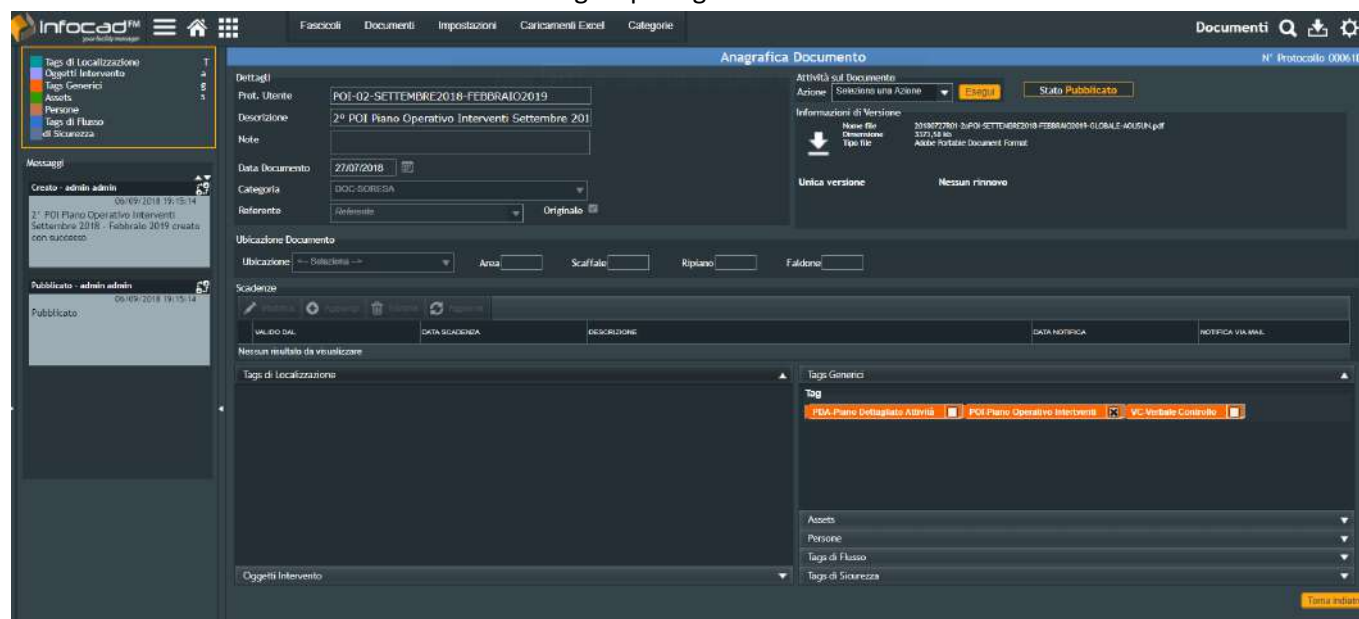 infocad™
your facility manager
Fascicoli Documenti Impostazioni Caricamenti Excel Categorie
Documenti
Tags di Localizzazione T
Oggetti Intervento a
Tags Generici g
Assets s
Persone
Tags di Flusso
di Sicurezza
Messaggi
Creato - admin admin
06/09/2018 19:15:14
2° POI Piano Operativo Interventi
Settembre 2018 - Febbraio 2019 creato
con successo
Pubblicato - admin admin
06/09/2018 19:15:14
Pubblicato
Anagrafica Documento
N° Protocollo 000618
Dettagli
Prot. Utente POI-02-SETTEMBRE2018-FEBBRAIO2019
Descrizione 2º POI Piano Operativo Interventi Settembre 201
Note
Data Documento 27/07/2018
Categoria DOC-SORESA
Referente Referente Originale
Attività sul Documento
Azione Seleziona una Azione Esegui Stato Pubblicato
Informazioni di Versione
Nome file
Dimensione
Tipo file Adobe Portable Document Format
Unica versione Nessun rinnovo
Ubicazione Documento
Ubicazione <-- Seleziona --> Area Scaffale Ripiano Faldone
Scadenze
VALIDO DAL DATA SCADENZA DESCRIZIONE DATA NOTIFICA NOTIFICA VIA MAIL
Nessun risultato da visualizzare
Tags di Localizzazione
Oggetti Intervento
Tags Generici
Tag
PDA-Piano Dettagliato Attività POI-Piano Operativo Interventi VC-Verbale Controllo
Assets
Persone
Tags di Flusso
Tags di Sicurezza
Torna indietro